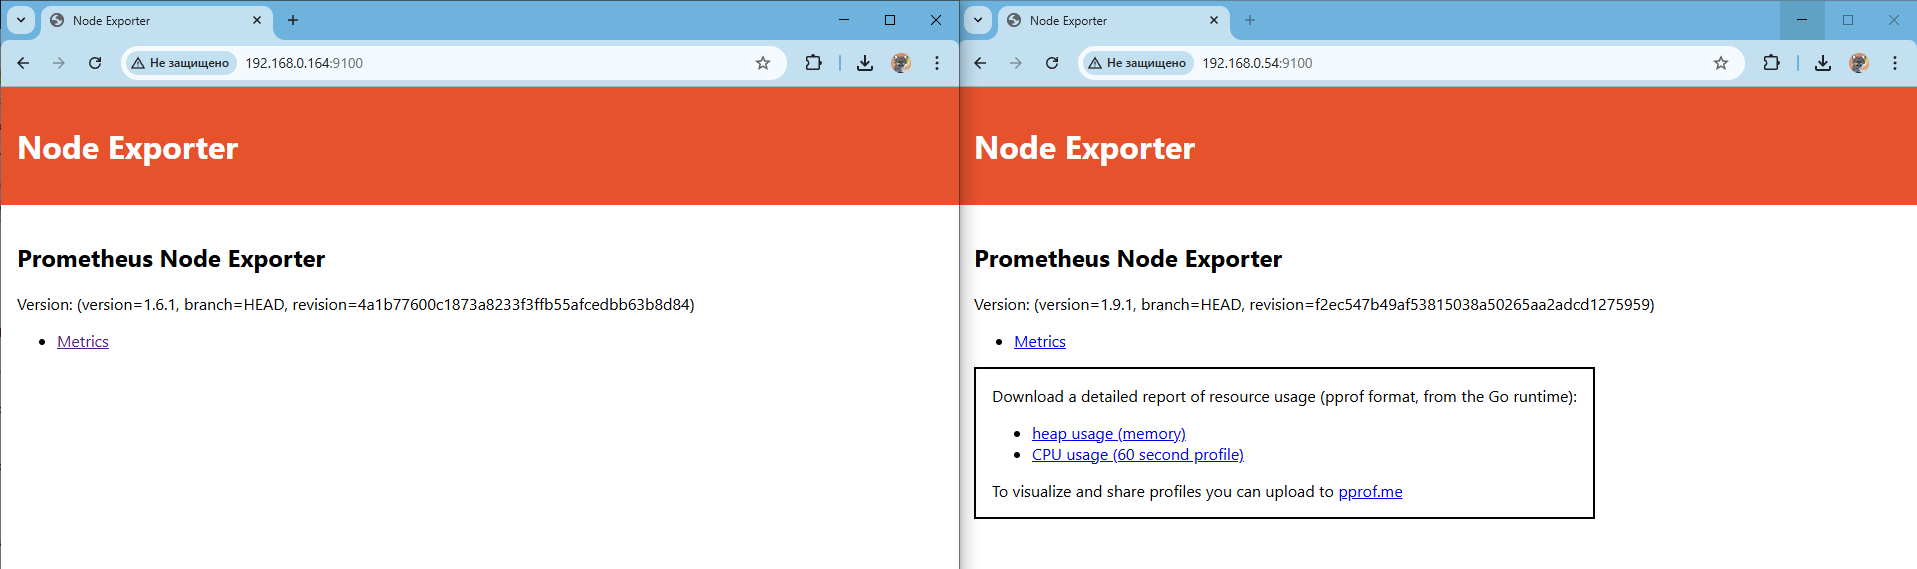 Node Exporter
Не защищено 192.168.0.164:9100
Node Exporter
Prometheus Node Exporter
Version: (version=1.6.1, branch=HEAD, revision=4a1b77600c1873a8233f3ffb55afcedbb63b8d84)
Metrics
Node Exporter
Не защищено 192.168.0.54:9100
Node Exporter
Prometheus Node Exporter
Version: (version=1.9.1, branch=HEAD, revision=f2ec547b49af53815038a50265aa2adcd1275959)
Metrics
Download a detailed report of resource usage (pprof format, from the Go runtime):
heap usage (memory)
CPU usage (60 second profile)
To visualize and share profiles you can upload to pprof.me